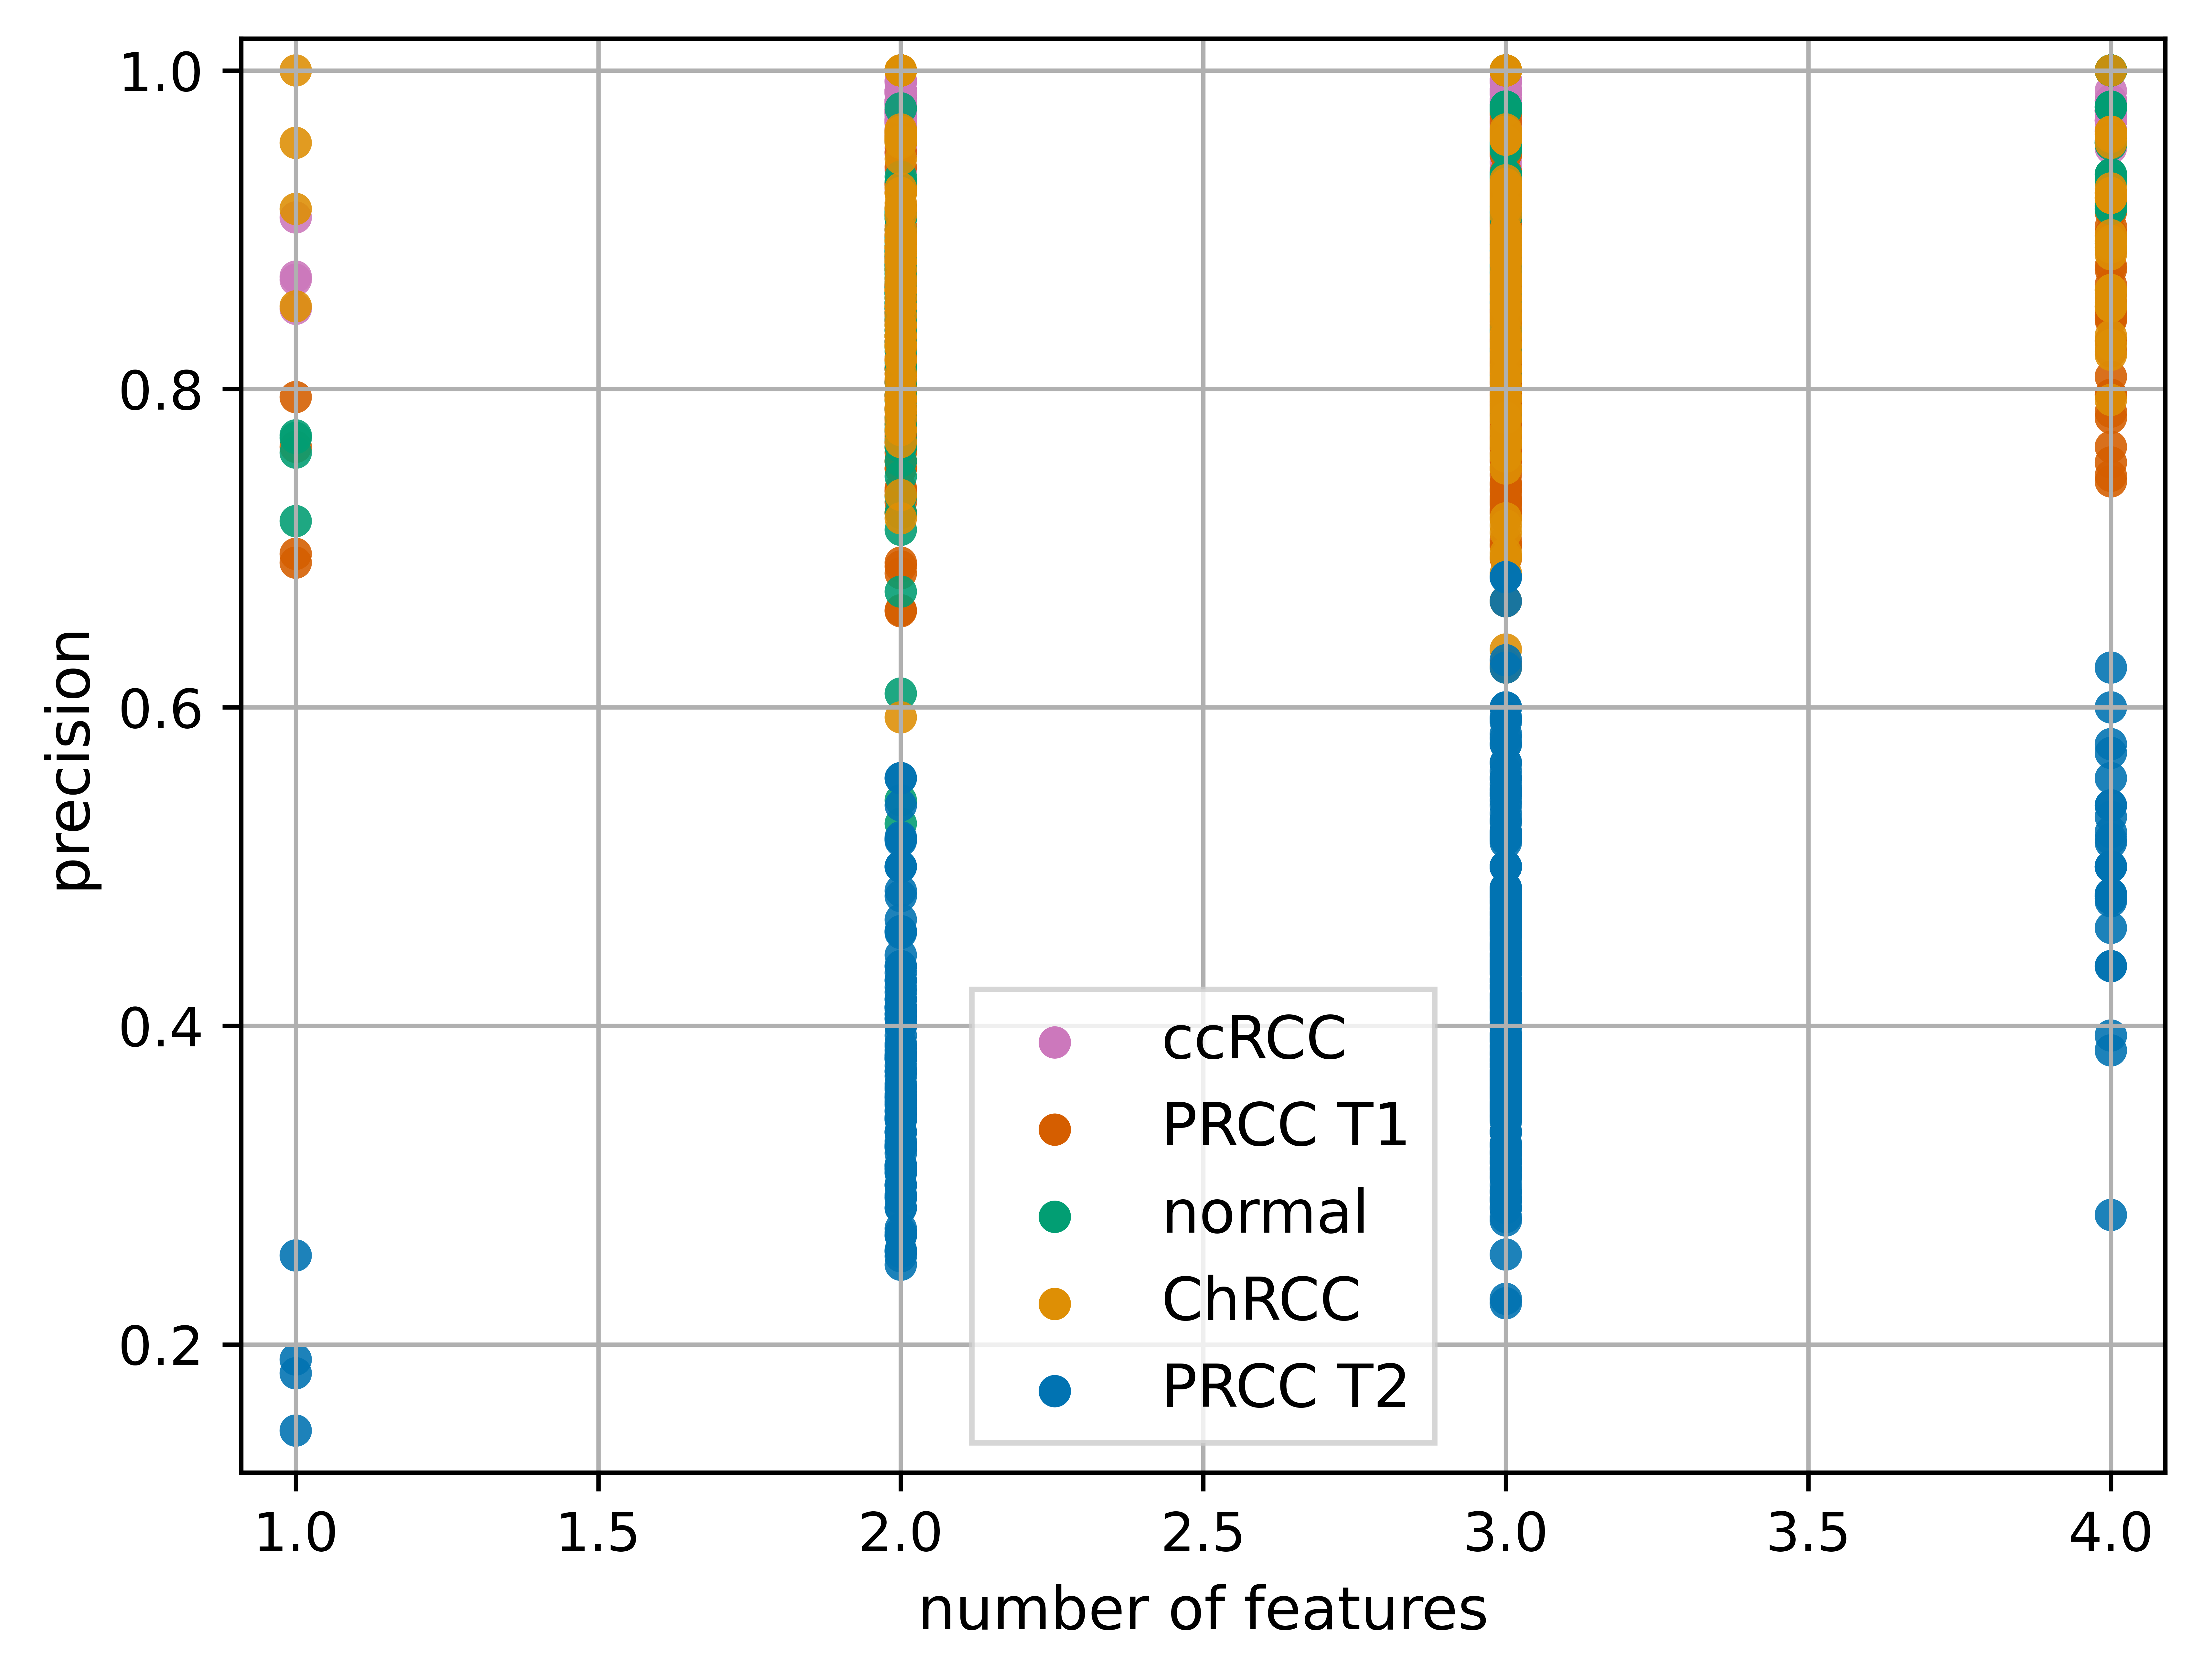 precision
1.0
0.8
0.6
0.4
0.2
ccRCC
PRCC T1
normal
ChRCC
PRCC T2
1.0 1.5 2.0 2.5 3.0 3.5 4.0
number of features